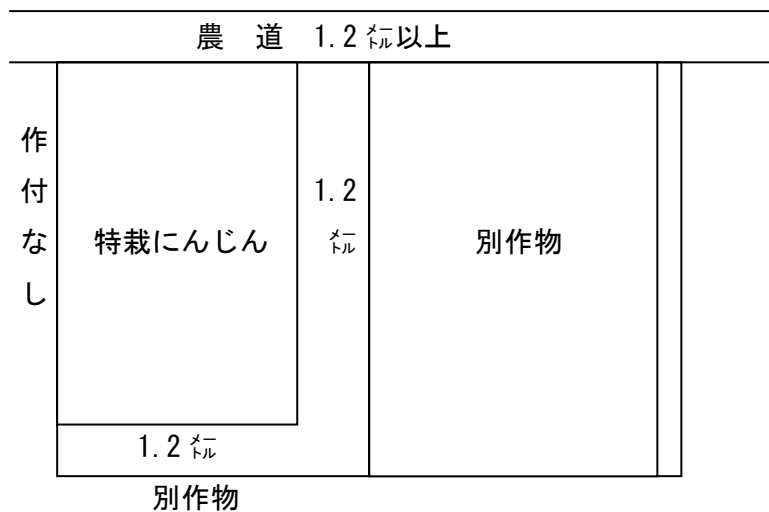 農 道 1.2㍍以上
作付なし
特栽にんじん
1.2㍍
別作物
1.2㍍
別作物